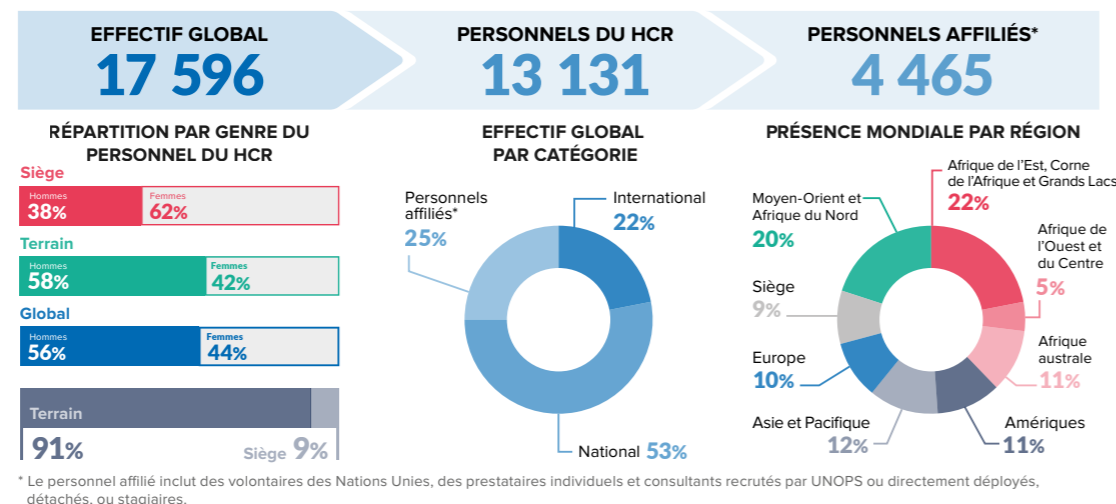 EFFECTIF GLOBAL
17 596
PERSONNELS DU HCR
13 131
PERSONNELS AFFILIÉS*
4 465
RÉPARTITION PAR GENRE DU
PERSONNEL DU HCR
Siège
Hommes
38%
Femmes
62%
Terrain
Hommes
58%
Femmes
42%
Global
Hommes
56%
Femmes
44%
Terrain
91%
Siège 9%
EFFECTIF GLOBAL
PAR CATÉGORIE
Personnels
affiliés*
25%
International
22%
National 53%
PRÉSENCE MONDIALE PAR RÉGION
Afrique de l’Est, Corne
de l’Afrique et Grands Lacs
22%
Moyen-Orient et
Afrique du Nord
20%
Afrique de
l’Ouest et
du Centre
5%
Siège
9%
Afrique
australe
11%
Europe
10%
Asie et Pacifique
12%
Amériques
11%
* Le personnel affilié inclut des volontaires des Nations Unies, des prestataires individuels et consultants recrutés par UNOPS ou directement déployés,
détachés, ou stagiaires.